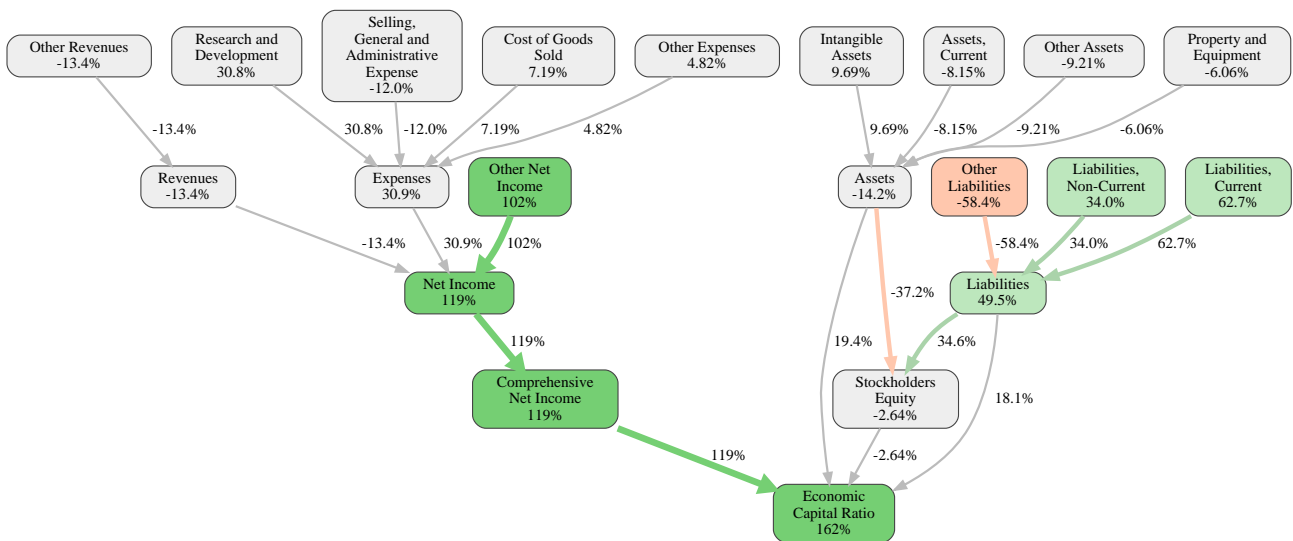 Other Revenues
-13.4%
Research and
Development
30.8%
Selling,
General and
Administrative
Expense
-12.0%
Cost of Goods
Sold
7.19%
Other Expenses
4.82%
Intangible
Assets
9.69%
Assets,
Current
-8.15%
Other Assets
-9.21%
Property and
Equipment
-6.06%
-13.4%
30.8%
-12.0%
7.19%
4.82%
9.69%
-8.15%
-9.21%
-6.06%
Revenues
-13.4%
Expenses
30.9%
Other Net
Income
102%
Assets
-14.2%
Other
Liabilities
-58.4%
Liabilities,
Non-Current
34.0%
Liabilities,
Current
62.7%
-13.4%
30.9%
102%
-58.4%
34.0%
62.7%
Net Income
119%
-37.2%
Liabilities
49.5%
119%
19.4%
34.6%
Comprehensive
Net Income
119%
Stockholders
Equity
-2.64%
18.1%
119%
-2.64%
Economic
Capital Ratio
162%